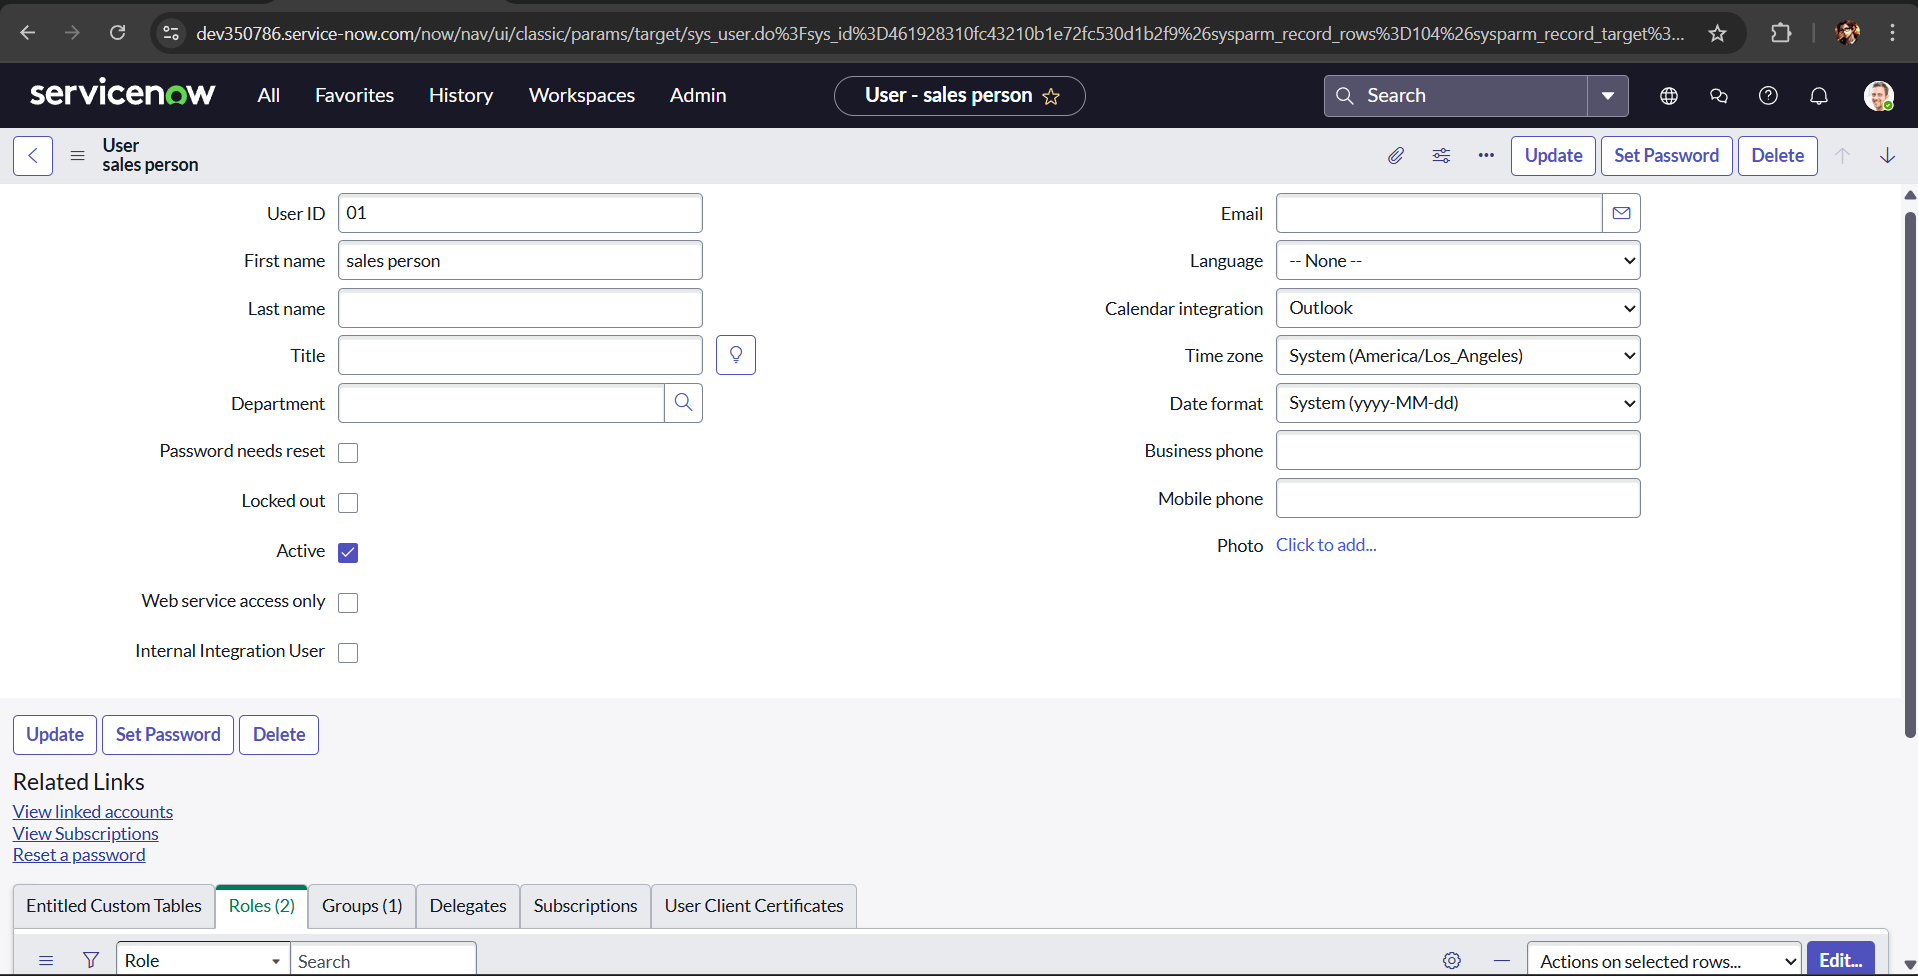 dev350786.service-now.com/now/nav/ui/classic/params/target/sys_user.do%3Fsys_id%3D461928310fc43210b1e72fc530d1b2f9%26sysparm_record_rows%3D104%26sysparm_record_target%3...
servicenow All Favorites History Workspaces Admin User - sales person Search
User
sales person
Update Set Password Delete
User ID 01
First name sales person
Last name
Title
Department
Password needs reset
Locked out
Active
Web service access only
Internal Integration User
Email
Language -- None --
Calendar integration Outlook
Time zone System (America/Los_Angeles)
Date format System (yyyy-MM-dd)
Business phone
Mobile phone
Photo Click to add...
Update Set Password Delete
Related Links
View linked accounts
View Subscriptions
Reset a password
Entitled Custom Tables Roles (2) Groups (1) Delegates Subscriptions User Client Certificates
Role Search Actions on selected rows... Edit...